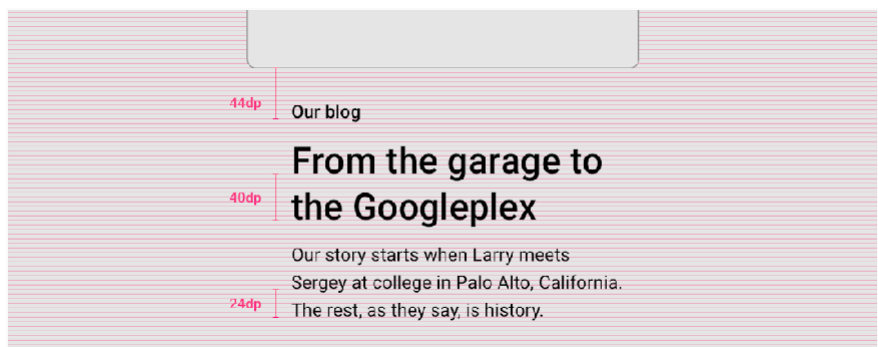 44dp
Our blog
From the garage to
40dp
the Googleplex
Our story starts when Larry meets
Sergey at college in Palo Alto, California.
24dp
The rest, as they say, is history.